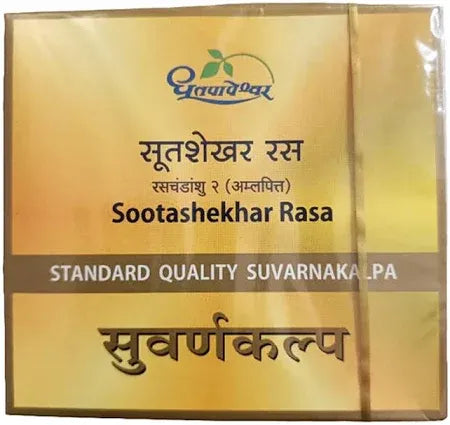 धूतपापेश्वर
सूतशेखर रस
रसचंडांशु २ (अम्लपित्त)
Sootashekhar Rasa
STANDARD QUALITY SUVARNAKALPA
सुवर्णकल्प